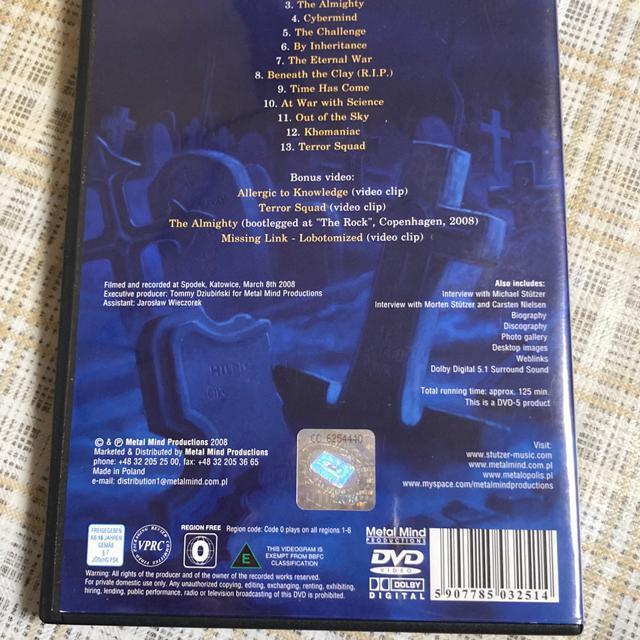 3. The Almighty
4. Cybermind
5. The Challenge
6. By Inheritance
7. The Eternal War
8. Beneath the Clay (R.I.P.)
9. Time Has Come
10. At War with Science
11. Out of the Sky
12. Khomaniac
13. Terror Squad
Bonus video:
Allergic to Knowledge (video clip)
Terror Squad (video clip)
The Almighty (bootlegged at "The Rock", Copenhagen, 2008)
Missing Link - Lobotomized (video clip)
Filmed and recorded at Spodek, Katowice, March 8th 2008
Executive producer: Tommy Dziubiński for Metal Mind Productions
Assistant: Jarosław Wieczorek
Also includes:
Interview with Michael Stützer
Interview with Morten Stützer and Carsten Nielsen
Biography
Discography
Photo gallery
Desktop images
Weblinks
Dolby Digital 5.1 Surround Sound
Total running time: approx. 125 min.
This is a DVD-5 product
© & ℗ Metal Mind Productions 2008
Marketed & Distributed by Metal Mind Productions
phone: +48 32 205 25 00, fax: +48 32 205 36 65
Made in Poland
e-mail: distribution1@metalmind.com.pl
CC 6254440
Visit:
www.stutzer-music.com
www.metalmind.com.pl
www.metalopolis.pl
www.myspace.com/metalmindproductions
FREIGEGEBEN
AB 16 JAHREN
GEMÄß
§ 7
JÖSchG FSK
VPRC
REGION FREE
0
Region code: Code 0 plays on all regions 1-6
E
THIS VIDEOGRAM IS
EXEMPT FROM BBFC
CLASSIFICATION
Metal Mind
PRODUCTIONS
DVD
VIDEO
DOLBY
DIGITAL
5 907785 032514
Warning: All rights of the producer and of the owner of the recorded works reserved.
For private domestic use only. Any unauthorized copying, editing, exchanging, renting, exhibiting,
hiring, lending, public performance, radio or television broadcasting of this DVD is prohibited.